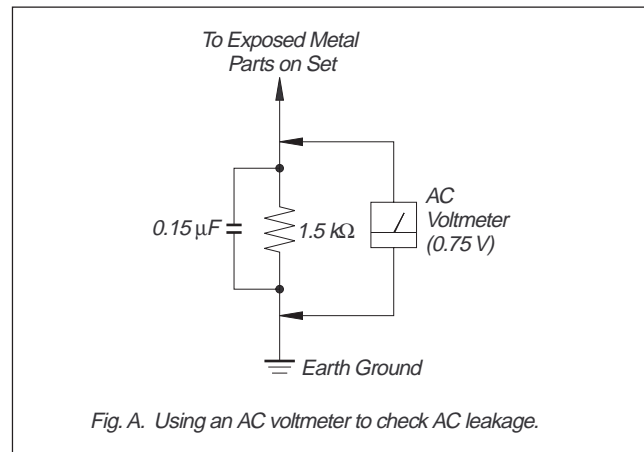 To Exposed Metal
Parts on Set
0.15 μF
1.5 kΩ
AC
Voltmeter
(0.75 V)
Earth Ground
Fig. A. Using an AC voltmeter to check AC leakage.